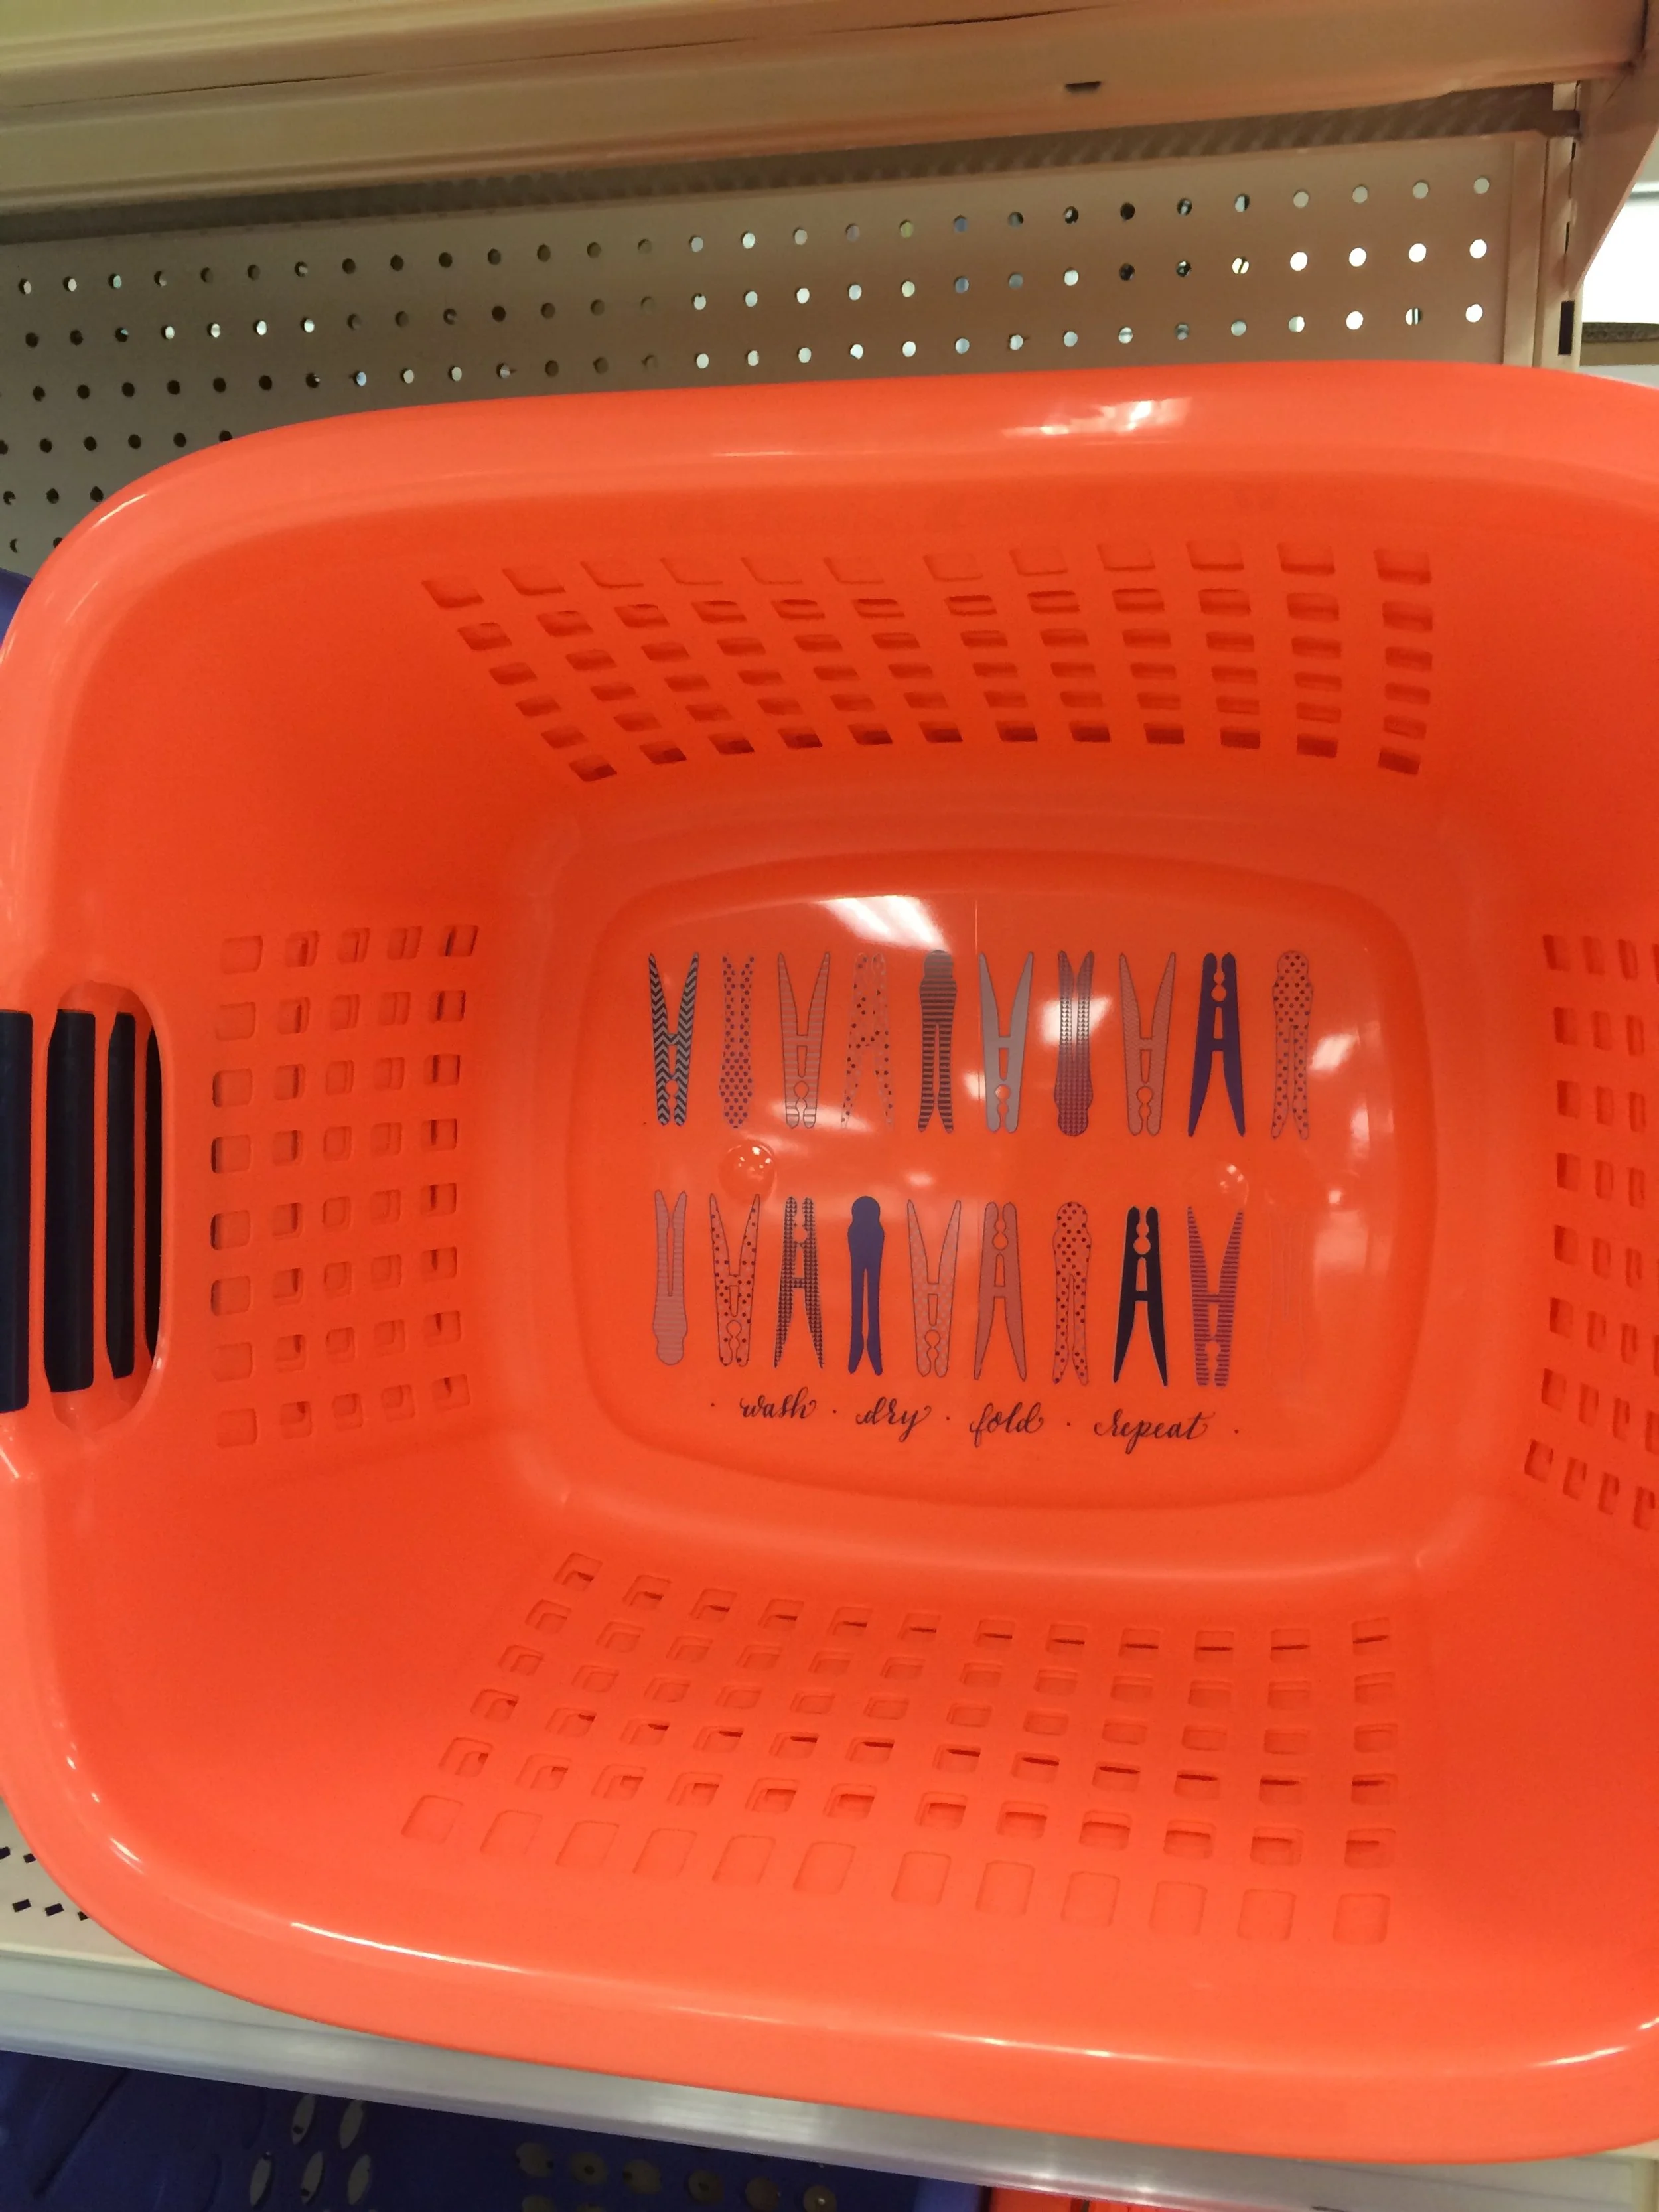 · wash · dry · fold · repeat ·